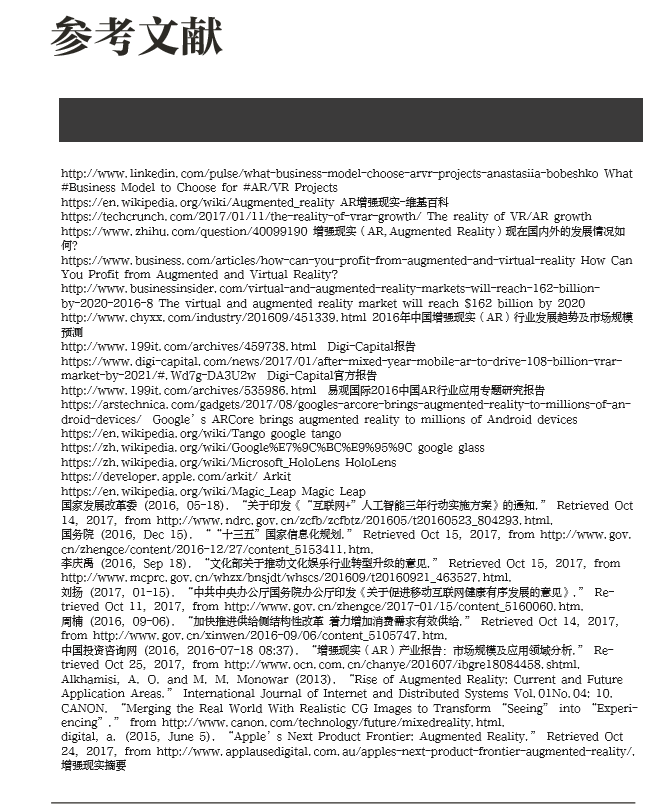 参考文献
http://www.linkedin.com/pulse/what-business-model-choose-arvr-projects-anastasiia-bobeshko What
#Business Model to Choose for #AR/VR Projects
https://en.wikipedia.org/wiki/Augmented_reality AR增强现实-维基百科
https://techcrunch.com/2017/01/11/the-reality-of-vrar-growth/ The reality of VR/AR growth
https://www.zhihu.com/question/40099190 增强现实（AR,Augmented Reality）现在国内外的发展情况如
何?
https://www.business.com/articles/how-can-you-profit-from-augmented-and-virtual-reality How Can
You Profit from Augmented and Virtual Reality?
http://www.businessinsider.com/virtual-and-augmented-reality-markets-will-reach-162-billion-
by-2020-2016-8 The virtual and augmented reality market will reach $162 billion by 2020
http://www.chyxx.com/industry/201609/451339.html 2016年中国增强现实（AR）行业发展趋势及市场规模
预测
http://www.199it.com/archives/459738.html Digi-Capital报告
https://www.digi-capital.com/news/2017/01/after-mixed-year-mobile-ar-to-drive-108-billion-vrar-
market-by-2021/#.Wd7g-DA3U2w Digi-Capital官方报告
http://www.199it.com/archives/535986.html 易观国际2016中国AR行业应用专题研究报告
https://arstechnica.com/gadgets/2017/08/googles-arcore-brings-augmented-reality-to-millions-of-an-
droid-devices/ Google’s ARCore brings augmented reality to millions of Android devices
https://en.wikipedia.org/wiki/Tango google tango
https://zh.wikipedia.org/wiki/Google%E7%9C%BC%E9%95%9C google glass
https://zh.wikipedia.org/wiki/Microsoft_HoloLens HoloLens
https://developer.apple.com/arkit/ Arkit
https://en.wikipedia.org/wiki/Magic_Leap Magic Leap
国家发展改革委 (2016, 05-18). “关于印发《“互联网+”人工智能三年行动实施方案》的通知.” Retrieved Oct
14, 2017, from http://www.ndrc.gov.cn/zcfb/zcfbtz/201605/t20160523_804293.html.
国务院 (2016, Dec 15). ““十三五”国家信息化规划.” Retrieved Oct 15, 2017, from http://www.gov.
cn/zhengce/content/2016-12/27/content_5153411.htm.
李庆禹 (2016, Sep 18). “文化部关于推动文化娱乐行业转型升级的意见.” Retrieved Oct 15, 2017, from
http://www.mcprc.gov.cn/whzz/bnsjdt/whscs/201609/t20160921_463527.html.
刘扬 (2017, 01-15). “中共中央办公厅国务院办公厅印发《关于促进移动互联网健康有序发展的意见》.” Re-
trieved Oct 11, 2017, from http://www.gov.cn/zhengce/2017-01/15/content_5160060.htm.
周楠 (2016, 09-06). “加快推进供给侧结构性改革 着力增加消费需求有效供给.” Retrieved Oct 14, 2017,
from http://www.gov.cn/xinwen/2016-09/06/content_5105747.htm.
中国投资咨询网 (2016, 2016-07-18 08:37). “增强现实（AR）产业报告：市场规模及应用领域分析.” Re-
trieved Oct 25, 2017, from http://www.ocn.com.cn/chanye/201607/ibgre18084458.shtml.
Alkhamisi, A. O. and M. M. Monowar (2013). “Rise of Augmented Reality: Current and Future
Application Areas.” International Journal of Internet and Distributed Systems Vol.01No.04: 10.
CANON. “Merging the Real World With Realistic CG Images to Transform “Seeing” into “Experi-
encing”.” from http://www.canon.com/technology/future/mixedreality.html.
digital, a. (2015, June 5). “Apple’s Next Product Frontier: Augmented Reality.” Retrieved Oct
24, 2017, from http://www.applausedigital.com.au/apples-next-product-frontier-augmented-reality/.
增强现实摘要